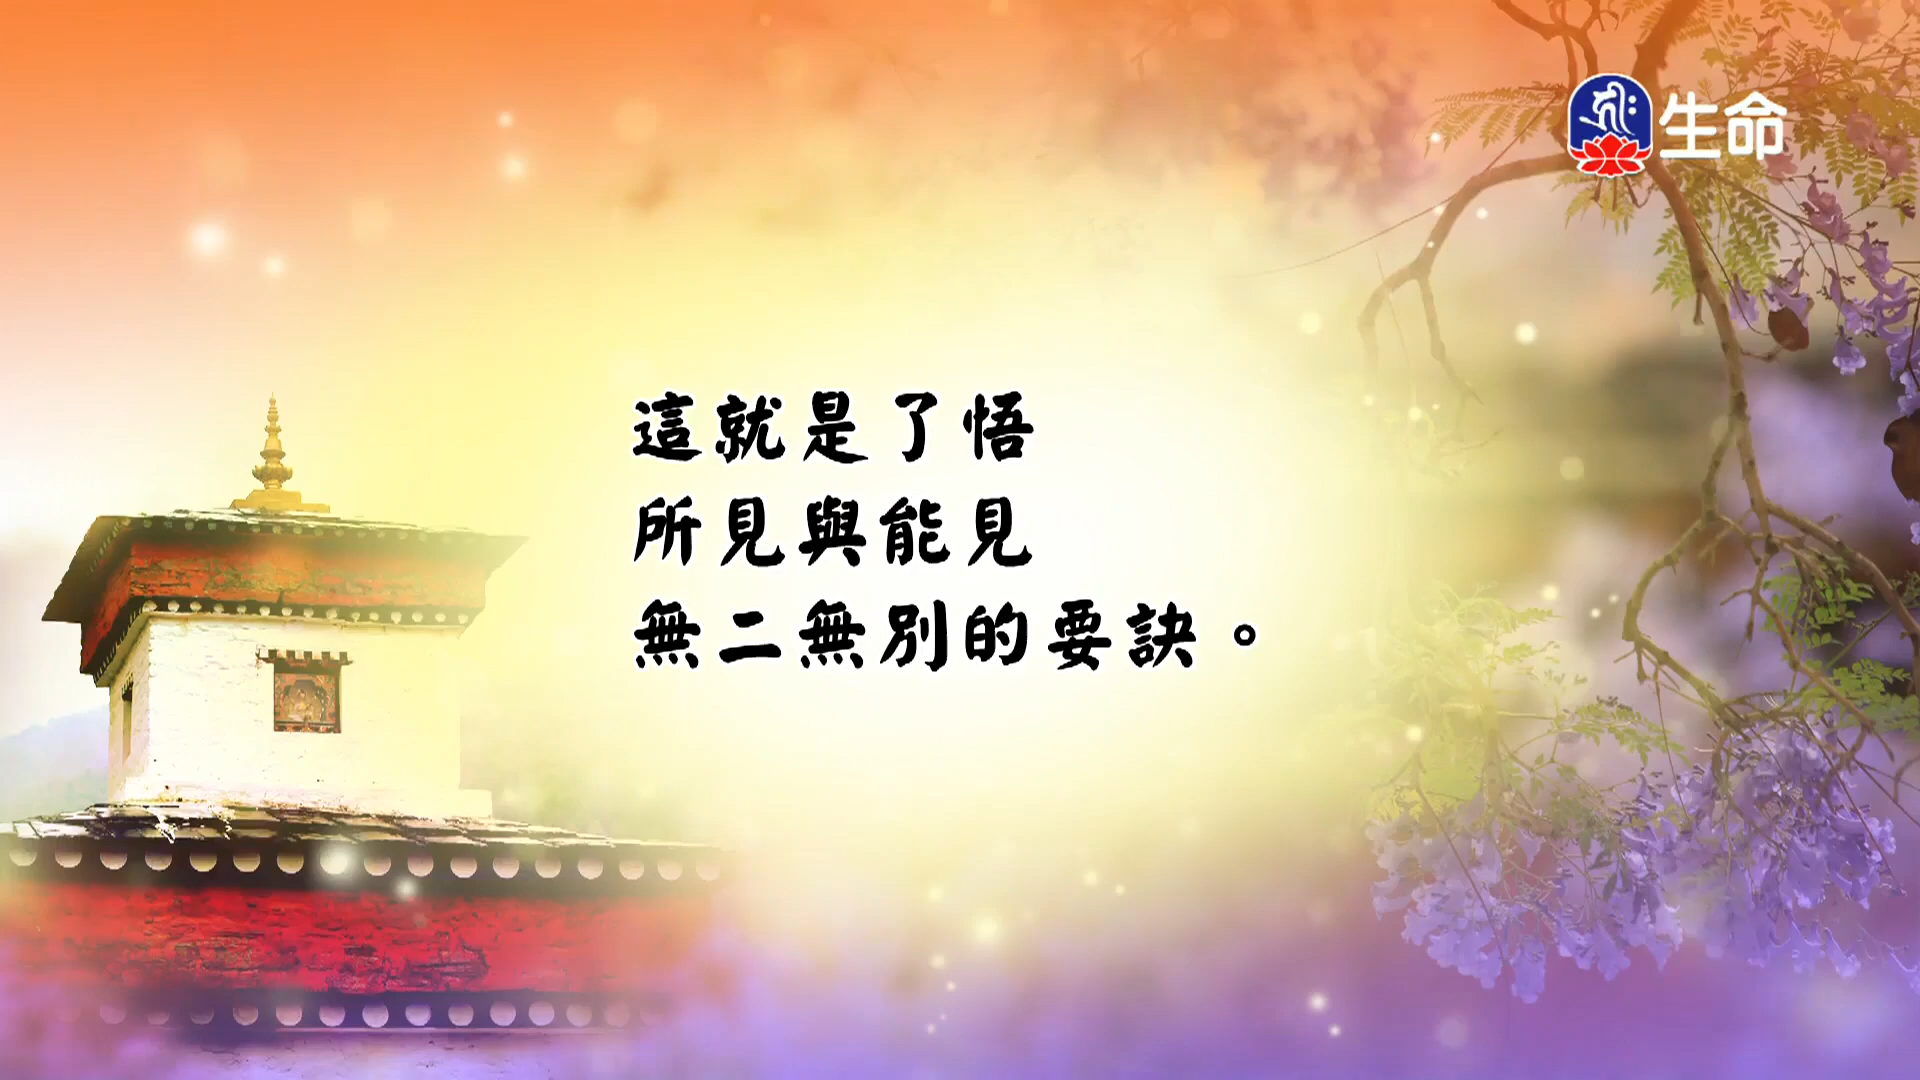 生命
這就是了悟
所見與能見
無二無別的要訣。